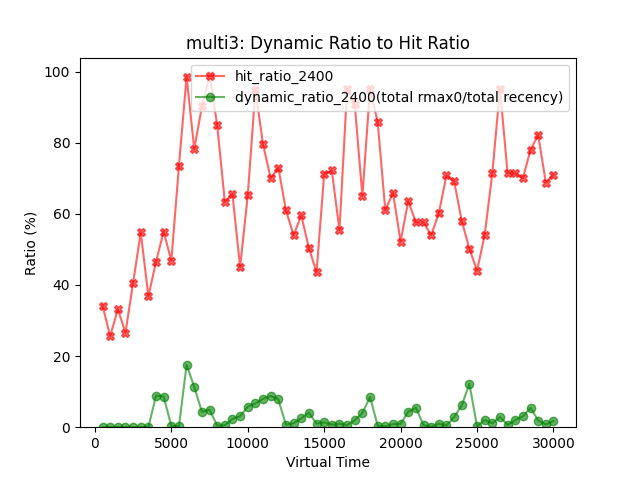 multi3: Dynamic Ratio to Hit Ratio
hit_ratio_2400
dynamic_ratio_2400(total rmax0/total recency)
Ratio (%)
100
80
60
40
20
0
0 5000 10000 15000 20000 25000 30000
Virtual Time